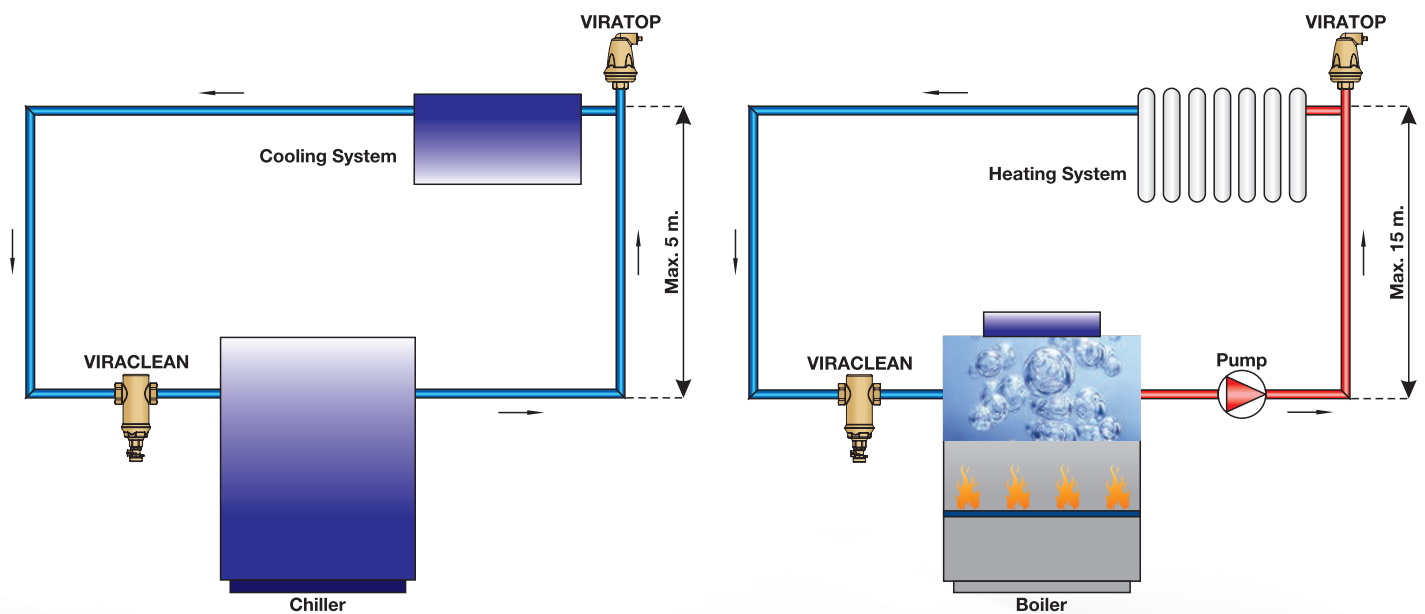 VIRATOP
Cooling System
Max. 5 m.
VIRACLEAN
Chiller
VIRATOP
Heating System
Max. 15 m.
VIRACLEAN
Pump
Boiler